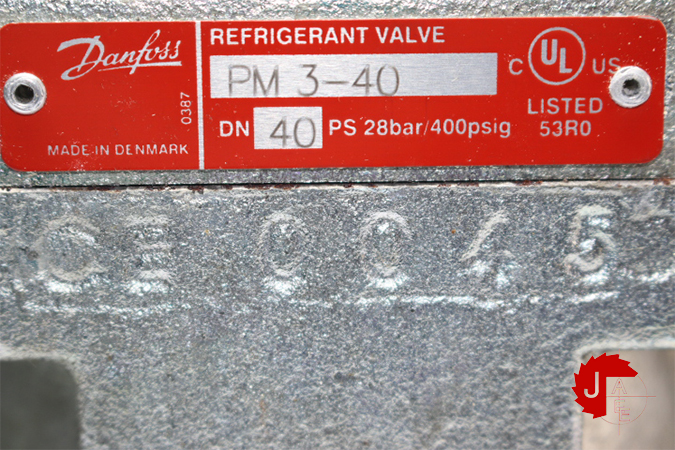 Danfoss
MADE IN DENMARK
0387
REFRIGERANT VALVE
PM 3-40
DN 40 PS 28bar/400psig
C UL US
LISTED
53R0
CE 0045
J